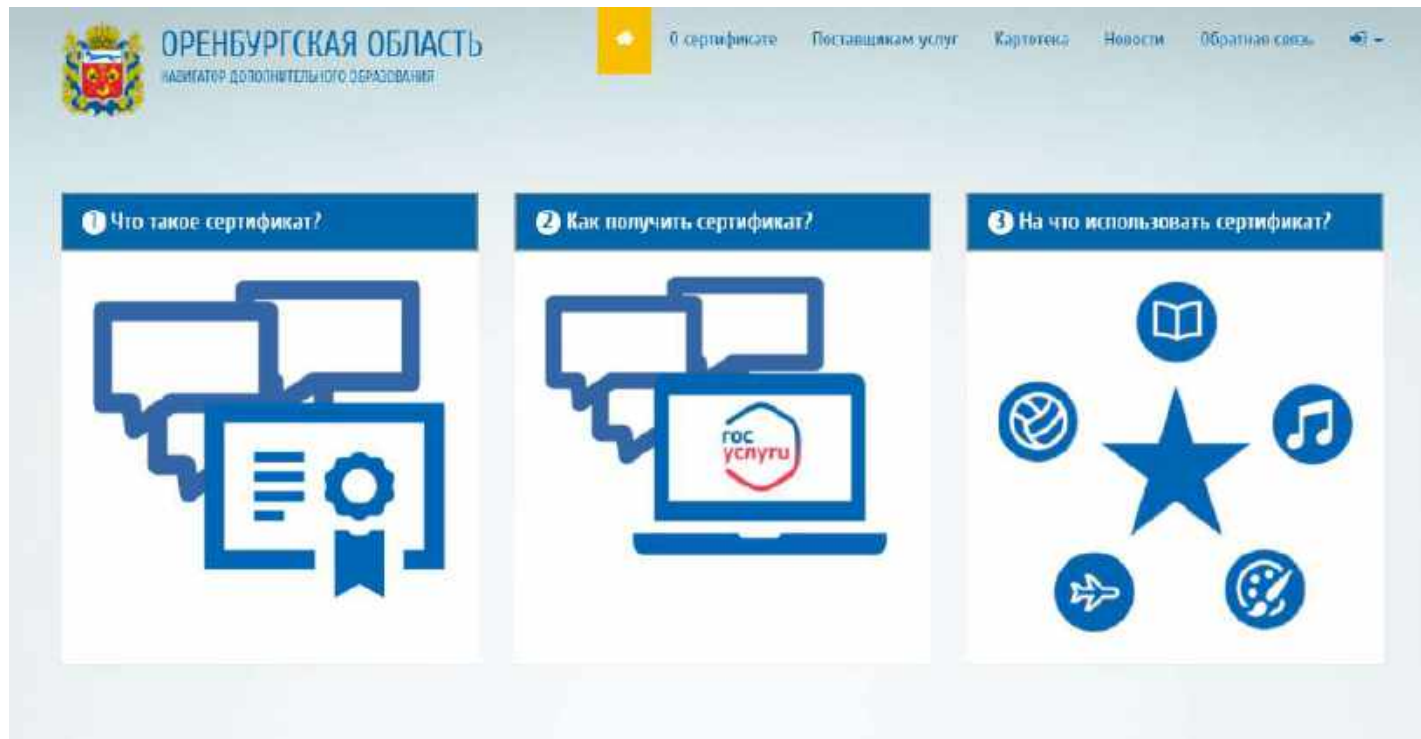 ОРЕНБУРГСКАЯ ОБЛАСТЬ
НАВИГАТОР ДОПОЛНИТЕЛЬНОГО ОБРАЗОВАНИЯ
О сертификате Поставщикам услуг Картотека Новости Обратная связь
1 Что такое сертификат?
2 Как получить сертификат?
3 На что использовать сертификат?
гос
услуги